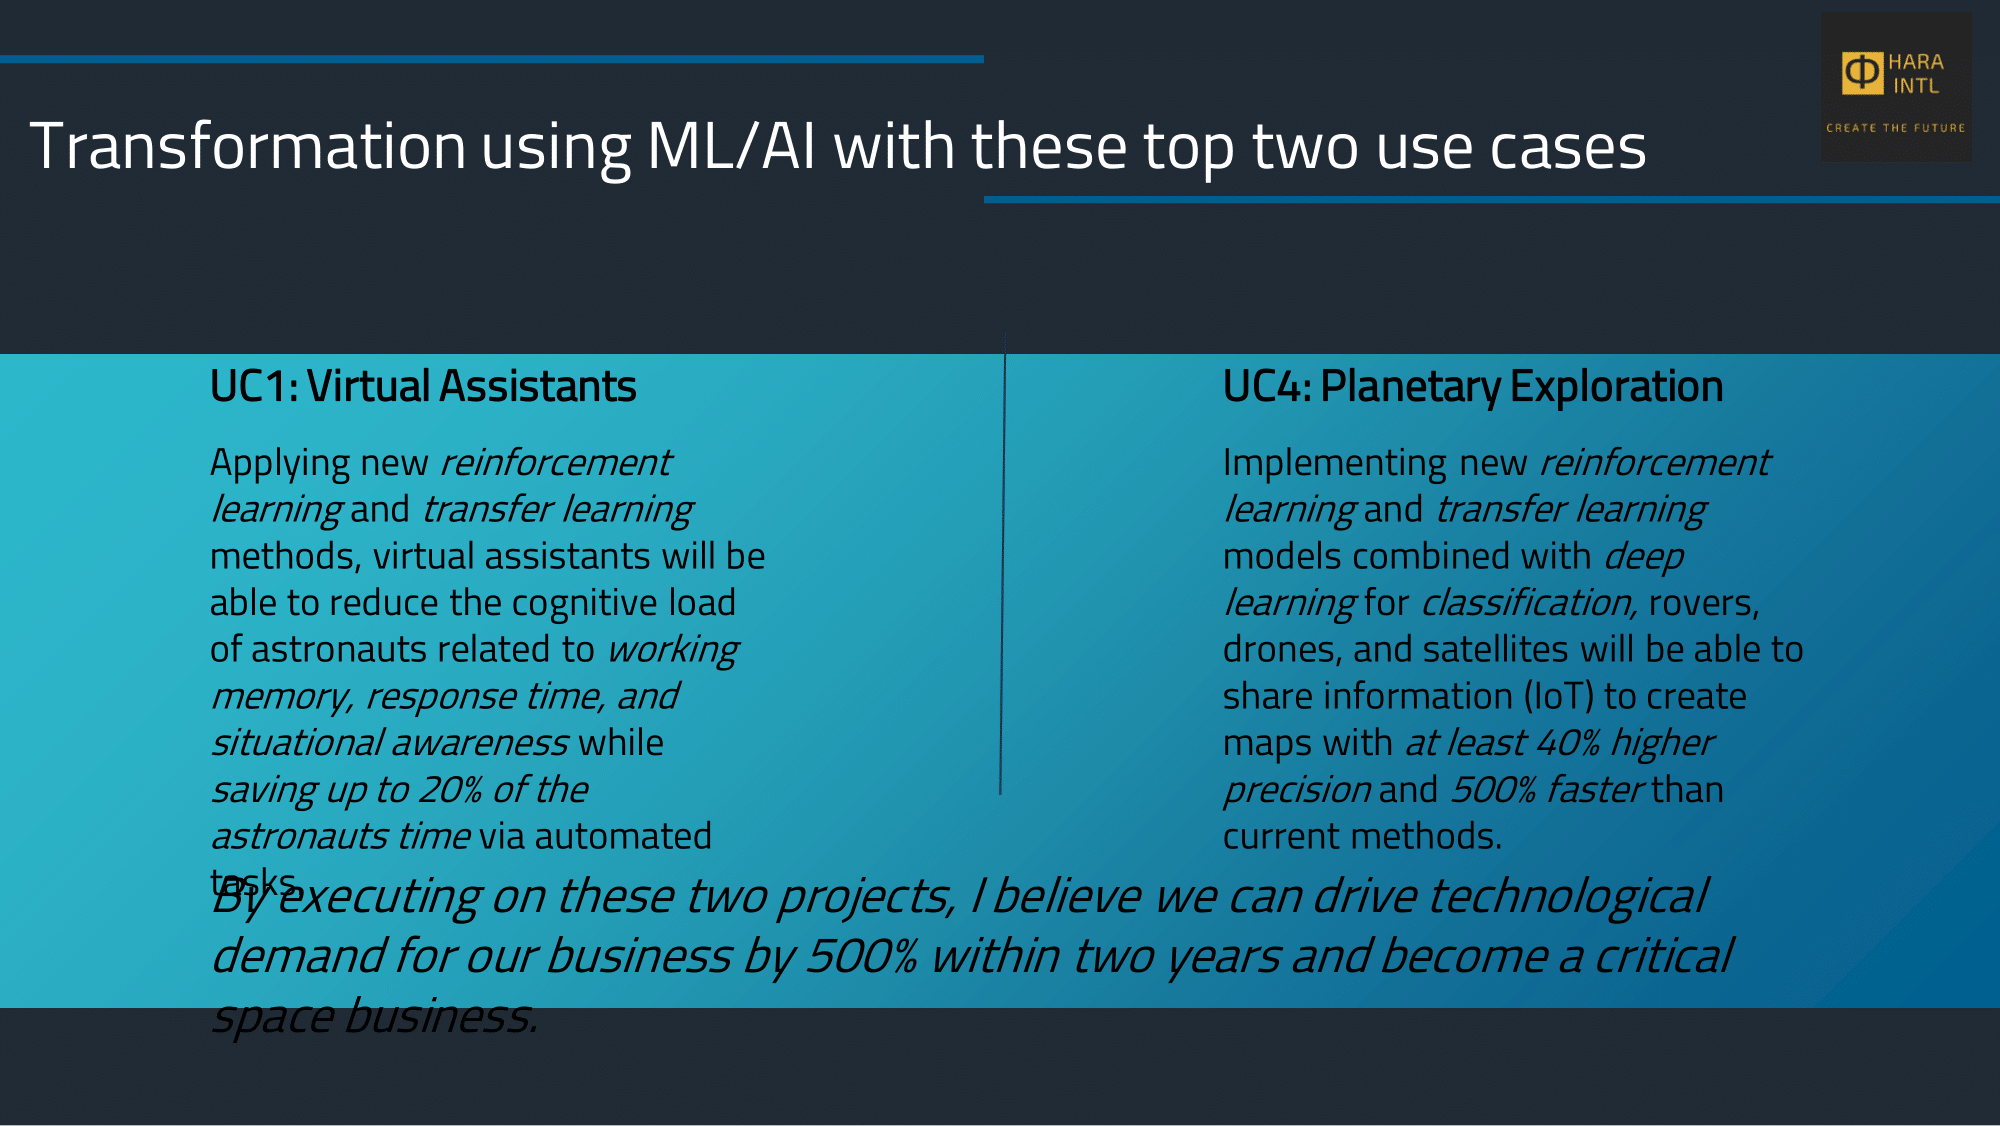 Φ HARA
INTL
CREATE THE FUTURE
Transformation using ML/AI with these top two use cases
UC1: Virtual Assistants
Applying new reinforcement
learning and transfer learning
methods, virtual assistants will be
able to reduce the cognitive load
of astronauts related to working
memory, response time, and
situational awareness while
saving up to 20% of the
astronauts time via automated
tasks.
UC4: Planetary Exploration
Implementing new reinforcement
learning and transfer learning
models combined with deep
learning for classification, rovers,
drones, and satellites will be able to
share information (IoT) to create
maps with at least 40% higher
precision and 500% faster than
current methods.
By executing on these two projects, I believe we can drive technological
demand for our business by 500% within two years and become a critical
space business.